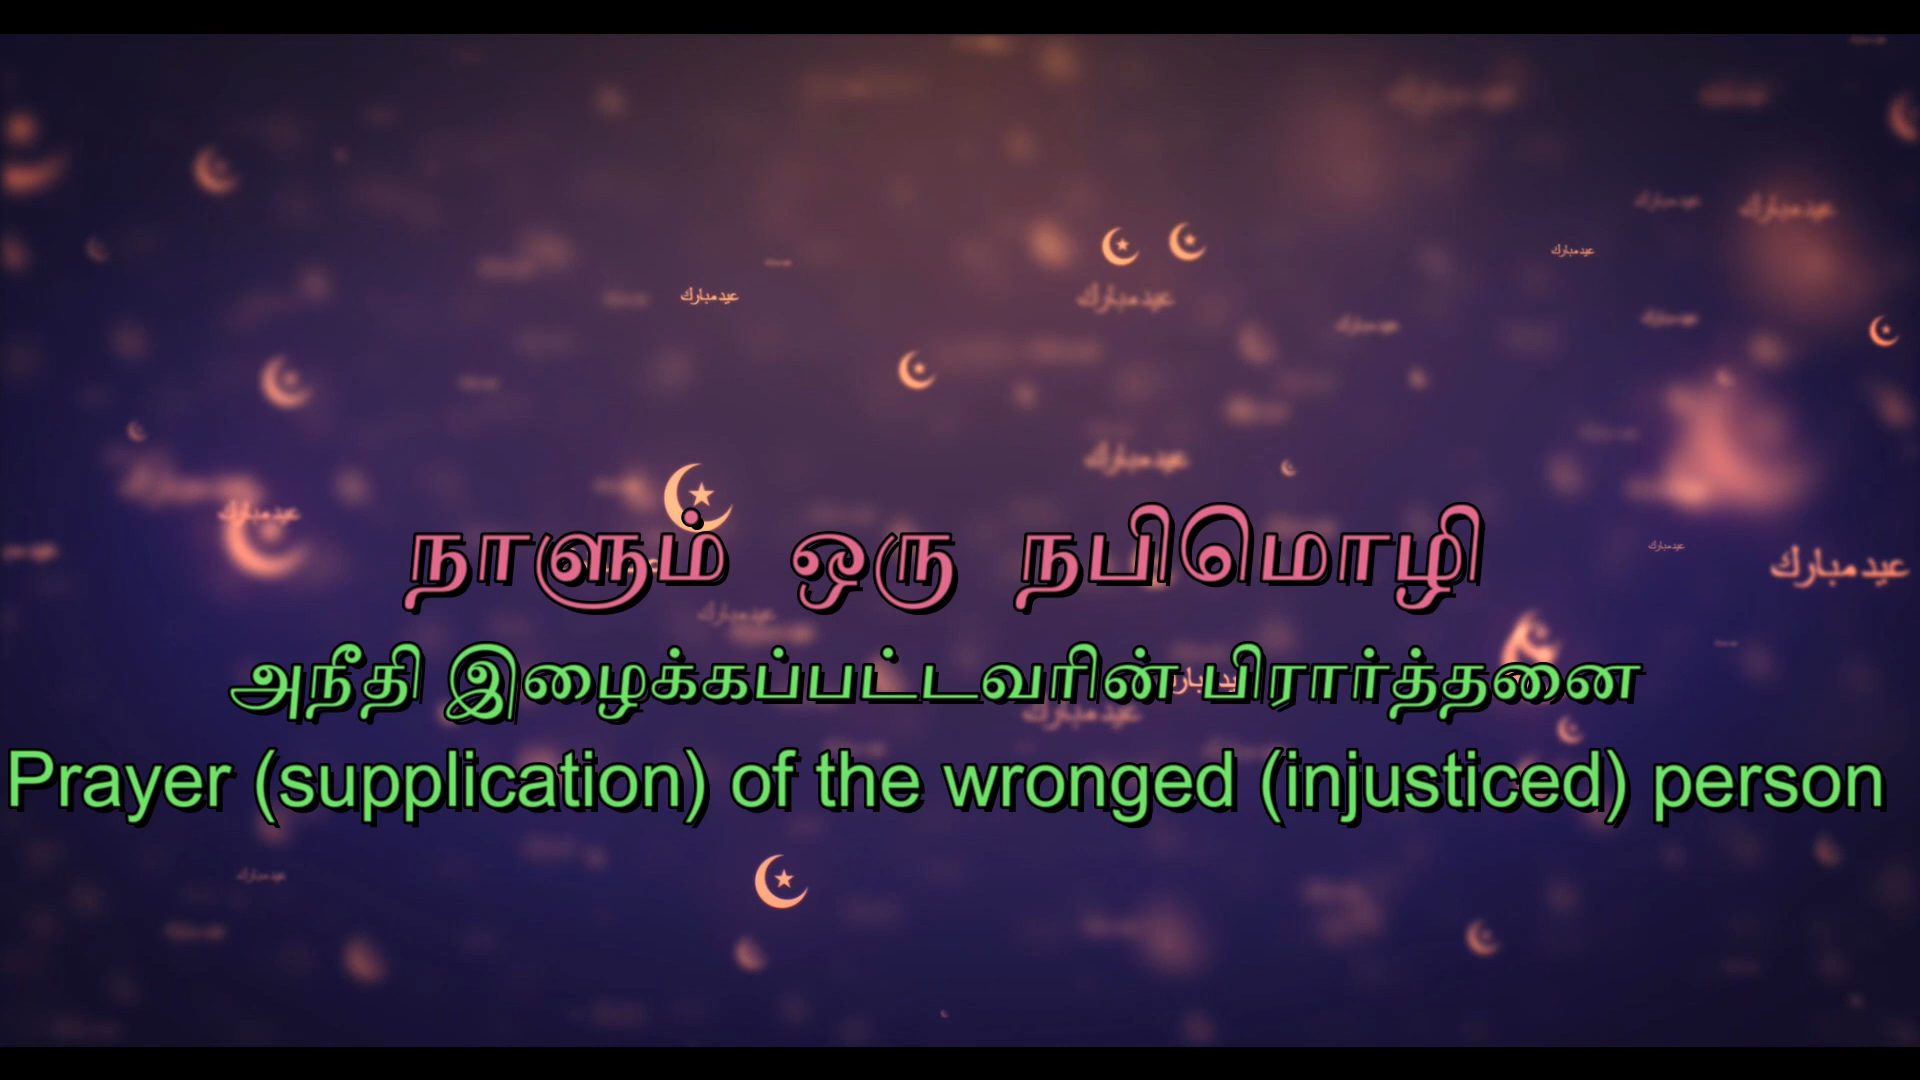 நாளும் ஒரு நபிமொழி
அநீதி இழைக்கப்பட்டவரின் பிரார்த்தனை
Prayer (supplication) of the wronged (injusticed) person
عيد مبارك